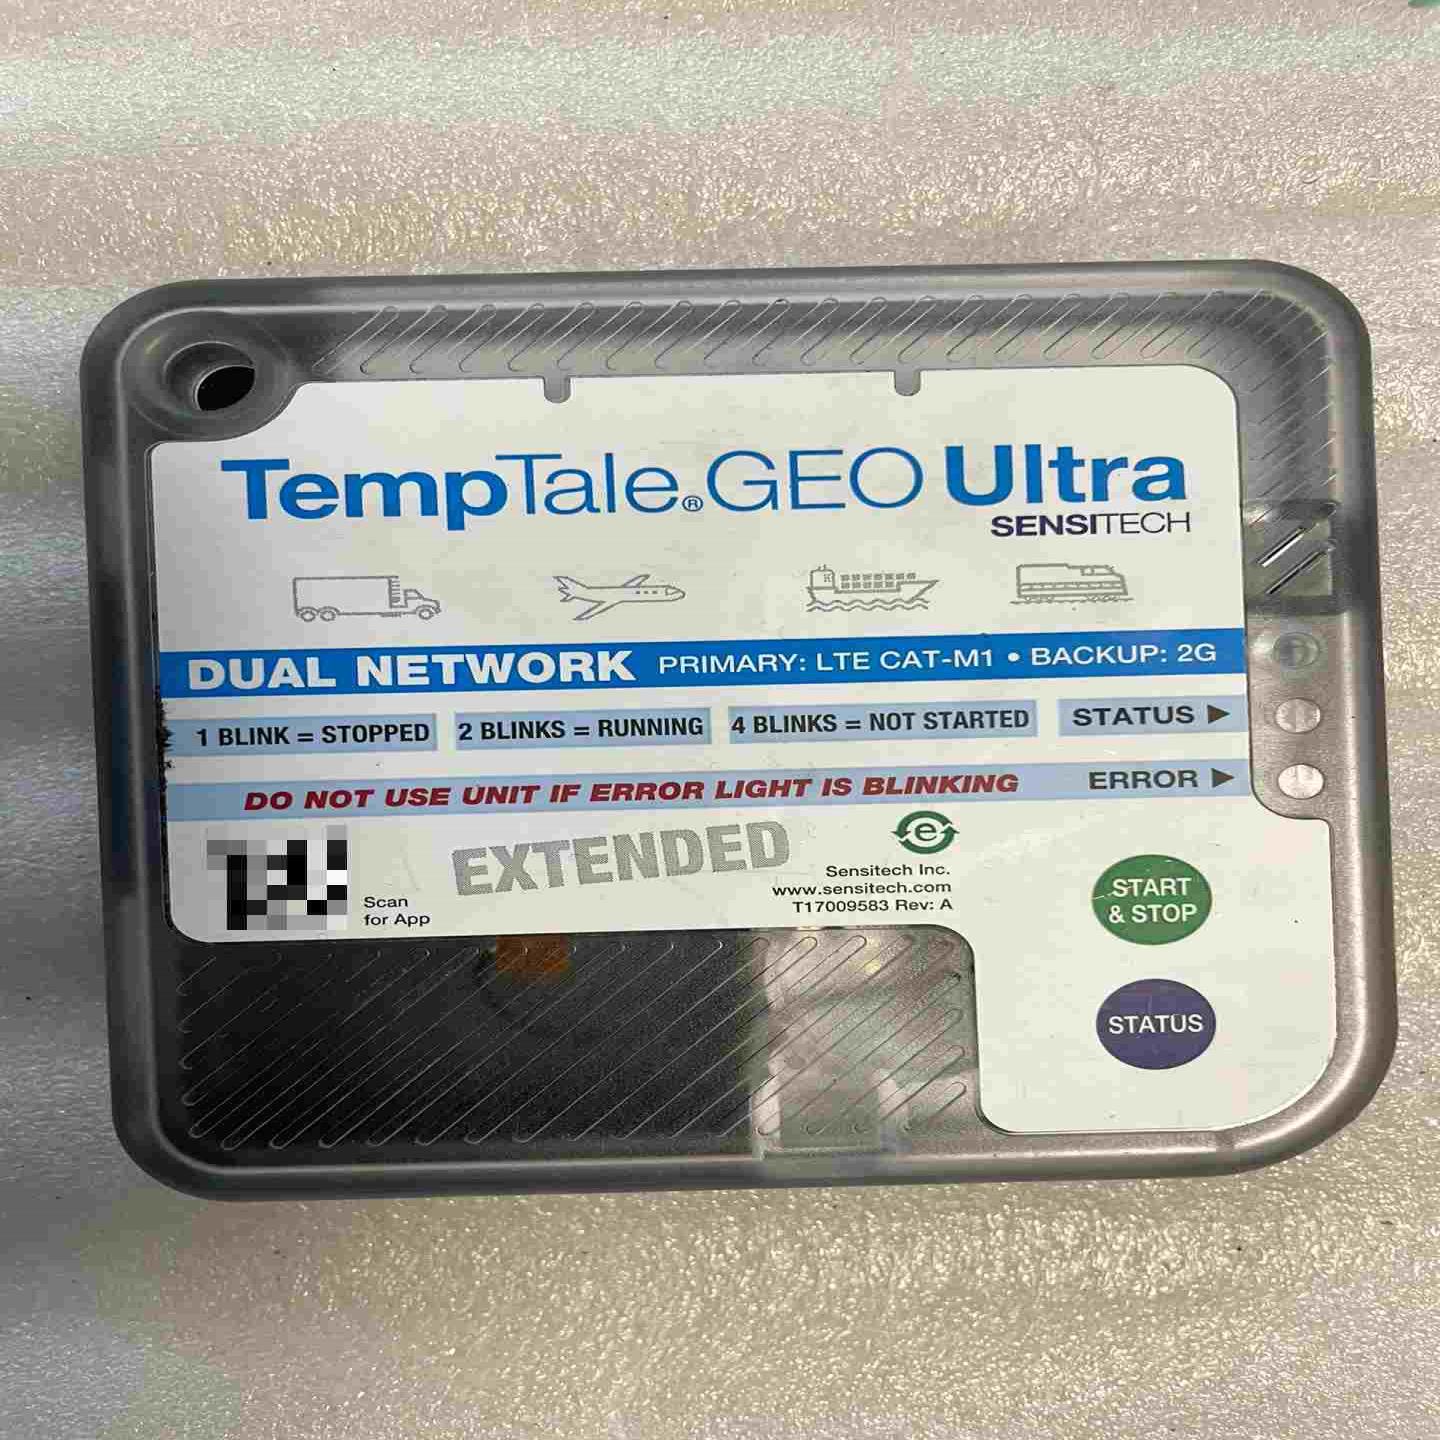 TempTale® GEO Ultra
SENSITECH
DUAL NETWORK PRIMARY: LTE CAT-M1 • BACKUP: 2G
1 BLINK = STOPPED 2 BLINKS = RUNNING 4 BLINKS = NOT STARTED STATUS ▶
DO NOT USE UNIT IF ERROR LIGHT IS BLINKING ERROR ▶
EXTENDED
e
Scan
for App
Sensitech Inc.
www.sensitech.com
T17009583 Rev: A
START
& STOP
STATUS